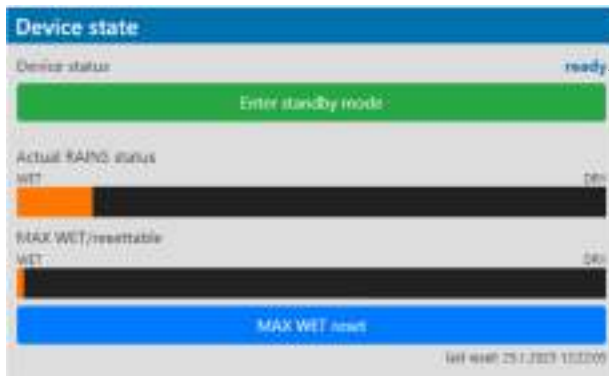 Device state
Device status ready
Enter standby mode
Actual RAINS status
WET DRY
MAX WET/resettable
WET DRY
MAX WET reset
last reset